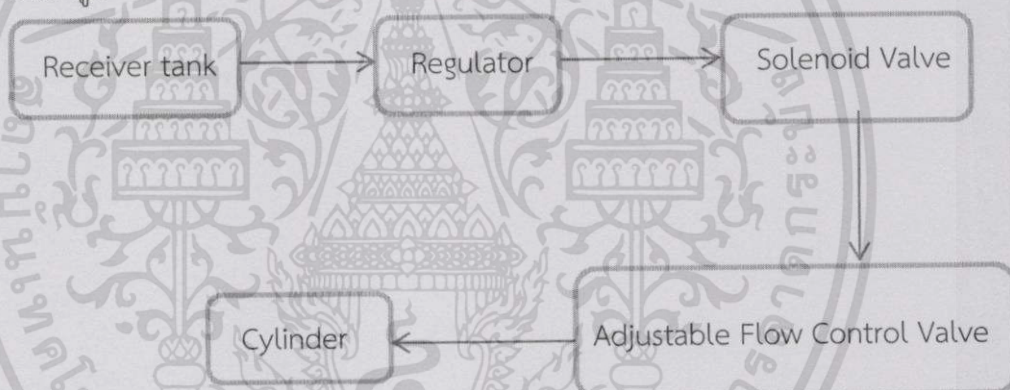 Receiver tank
Regulator
Solenoid Valve
Adjustable Flow Control Valve
Cylinder